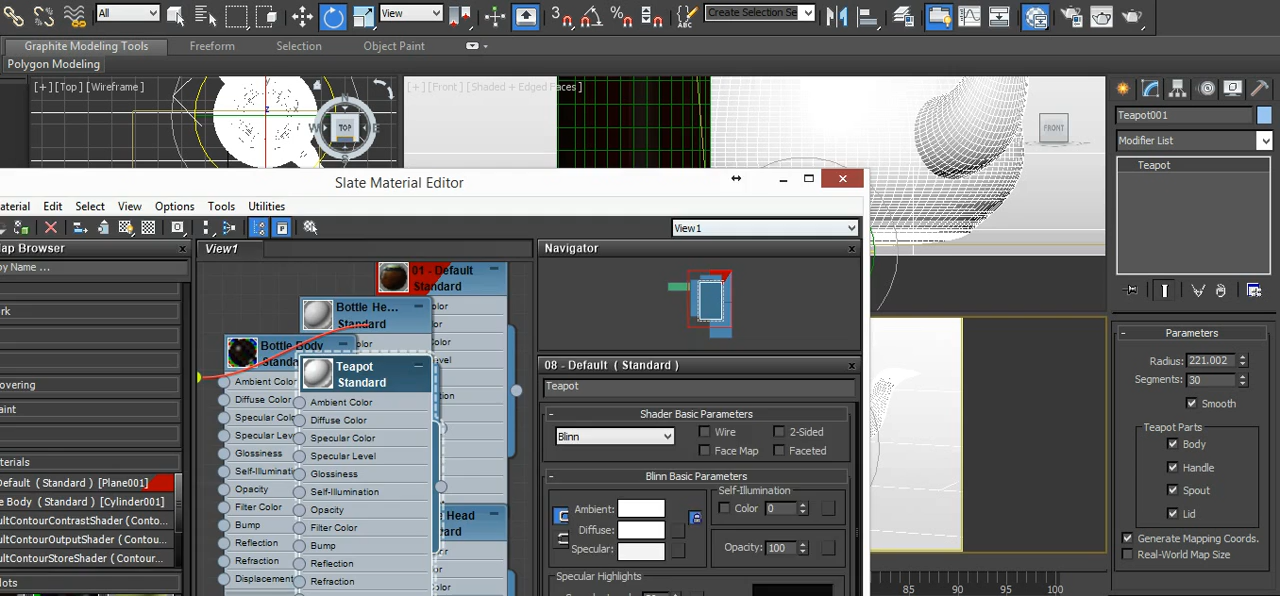 All
View
Create Selection Se
Graphite Modeling Tools
Freeform
Selection
Object Paint
Polygon Modeling
[+] [Top] [Wireframe]
[+] [Front] [Shaded + Edged Faces]
TOP
FRONT
Teapot001
Modifier List
Teapot
Slate Material Editor
aterial
Edit
Select
View
Options
Tools
Utilities
View1
ap Browser
by Name ...
View1
Navigator
rk
overing
aint
aterials
Default ( Standard ) [Plane001]
e Body ( Standard ) [Cylinder001]
ultContourContrastShader (Conto...
ultContourOutputShader (Conto...
ultContourStoreShader (Contour...
lots
01 - Default
Standard
Bottle He...
Standard
Bottle Body
Standa
Teapot
Standard
Head
dard
Ambient Color
Diffuse Color
Specular Colo
Specular Leve
Glossiness
Self-Illuminati
Opacity
Filter Color
Bump
Reflection
Refraction
Displacement
Ambient Color
Diffuse Color
Specular Color
Specular Level
Glossiness
Self-Illumination
Opacity
Filter Color
Bump
Reflection
Refraction
08 - Default ( Standard )
Teapot
Shader Basic Parameters
Blinn
Wire
2-Sided
Face Map
Faceted
Blinn Basic Parameters
Self-Illumination
Ambient:
Color
0
Diffuse:
Opacity:
100
Specular:
Specular Highlights
Parameters
Radius:
221.002
Segments:
30
Smooth
Teapot Parts
Body
Handle
Spout
Lid
Generate Mapping Coords.
Real-World Map Size
85
90
95
100